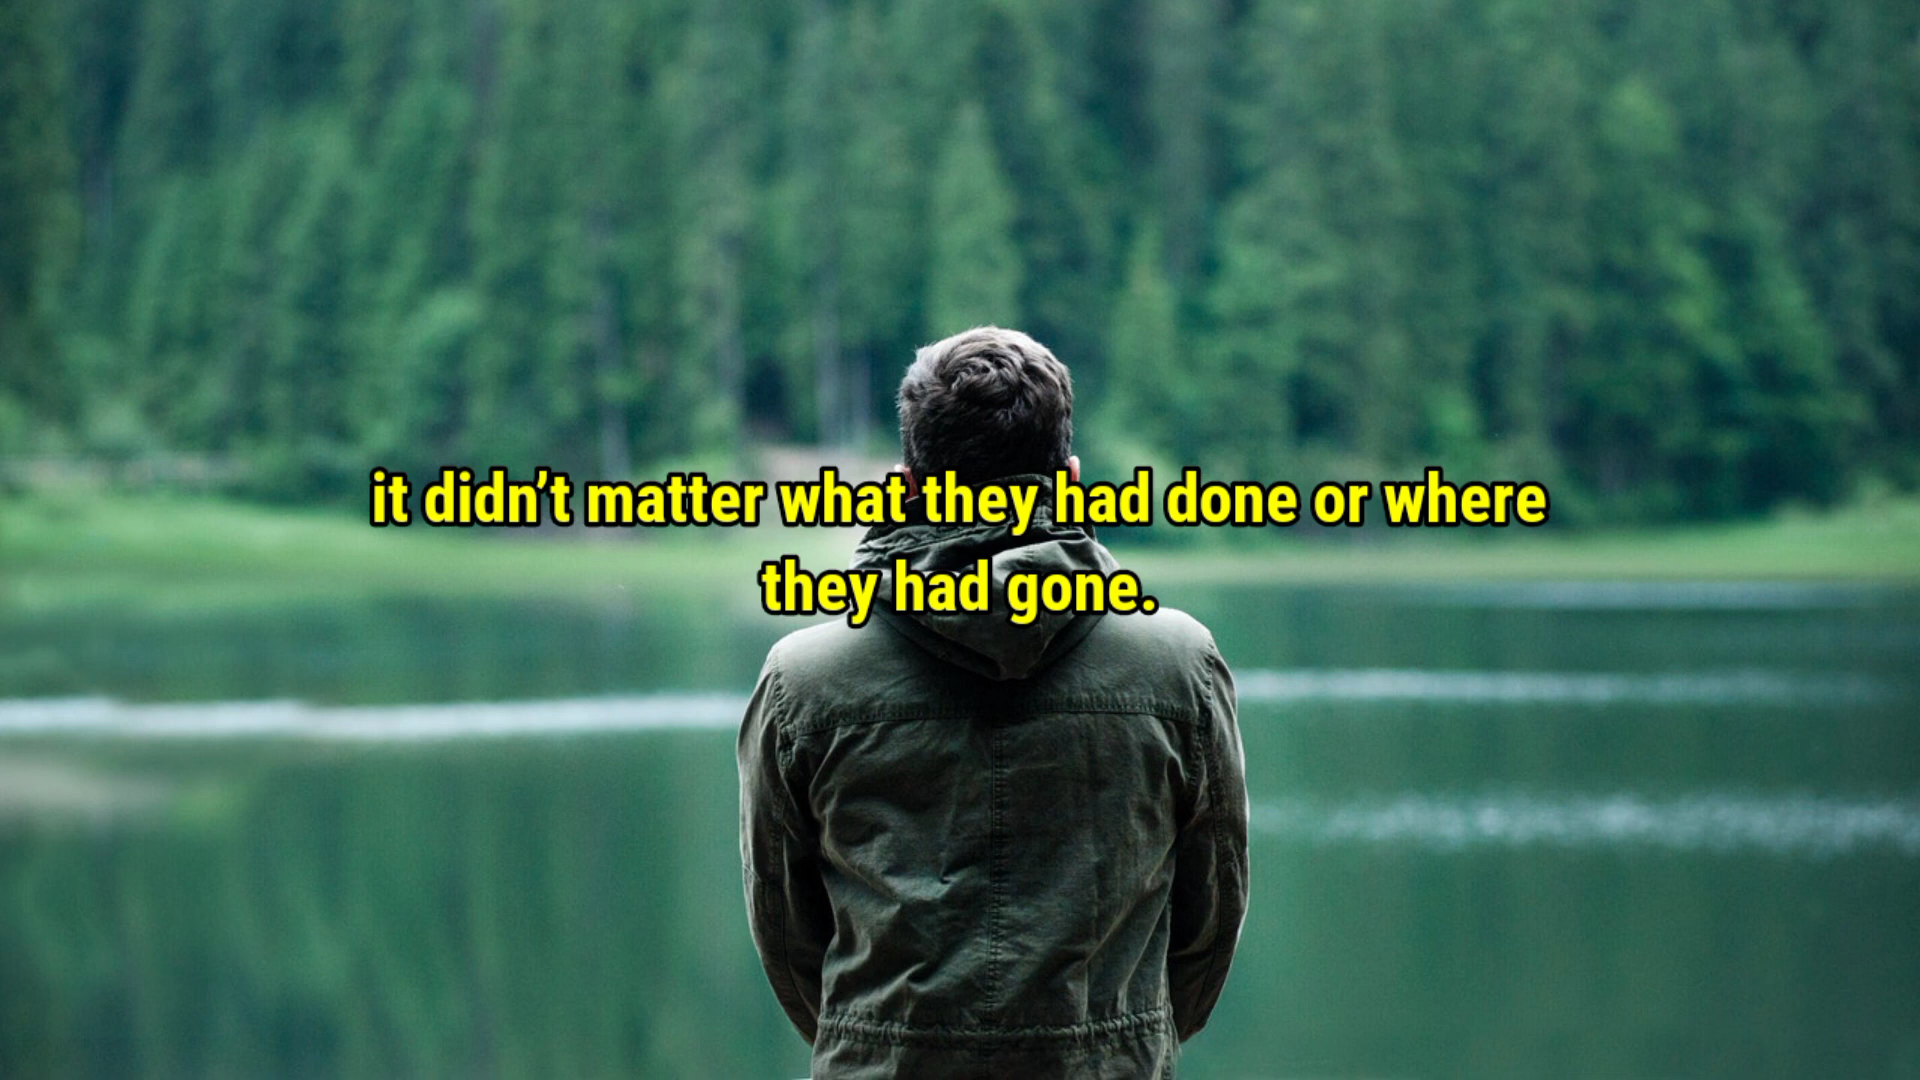 it didn’t matter what they had done or where
they had gone.